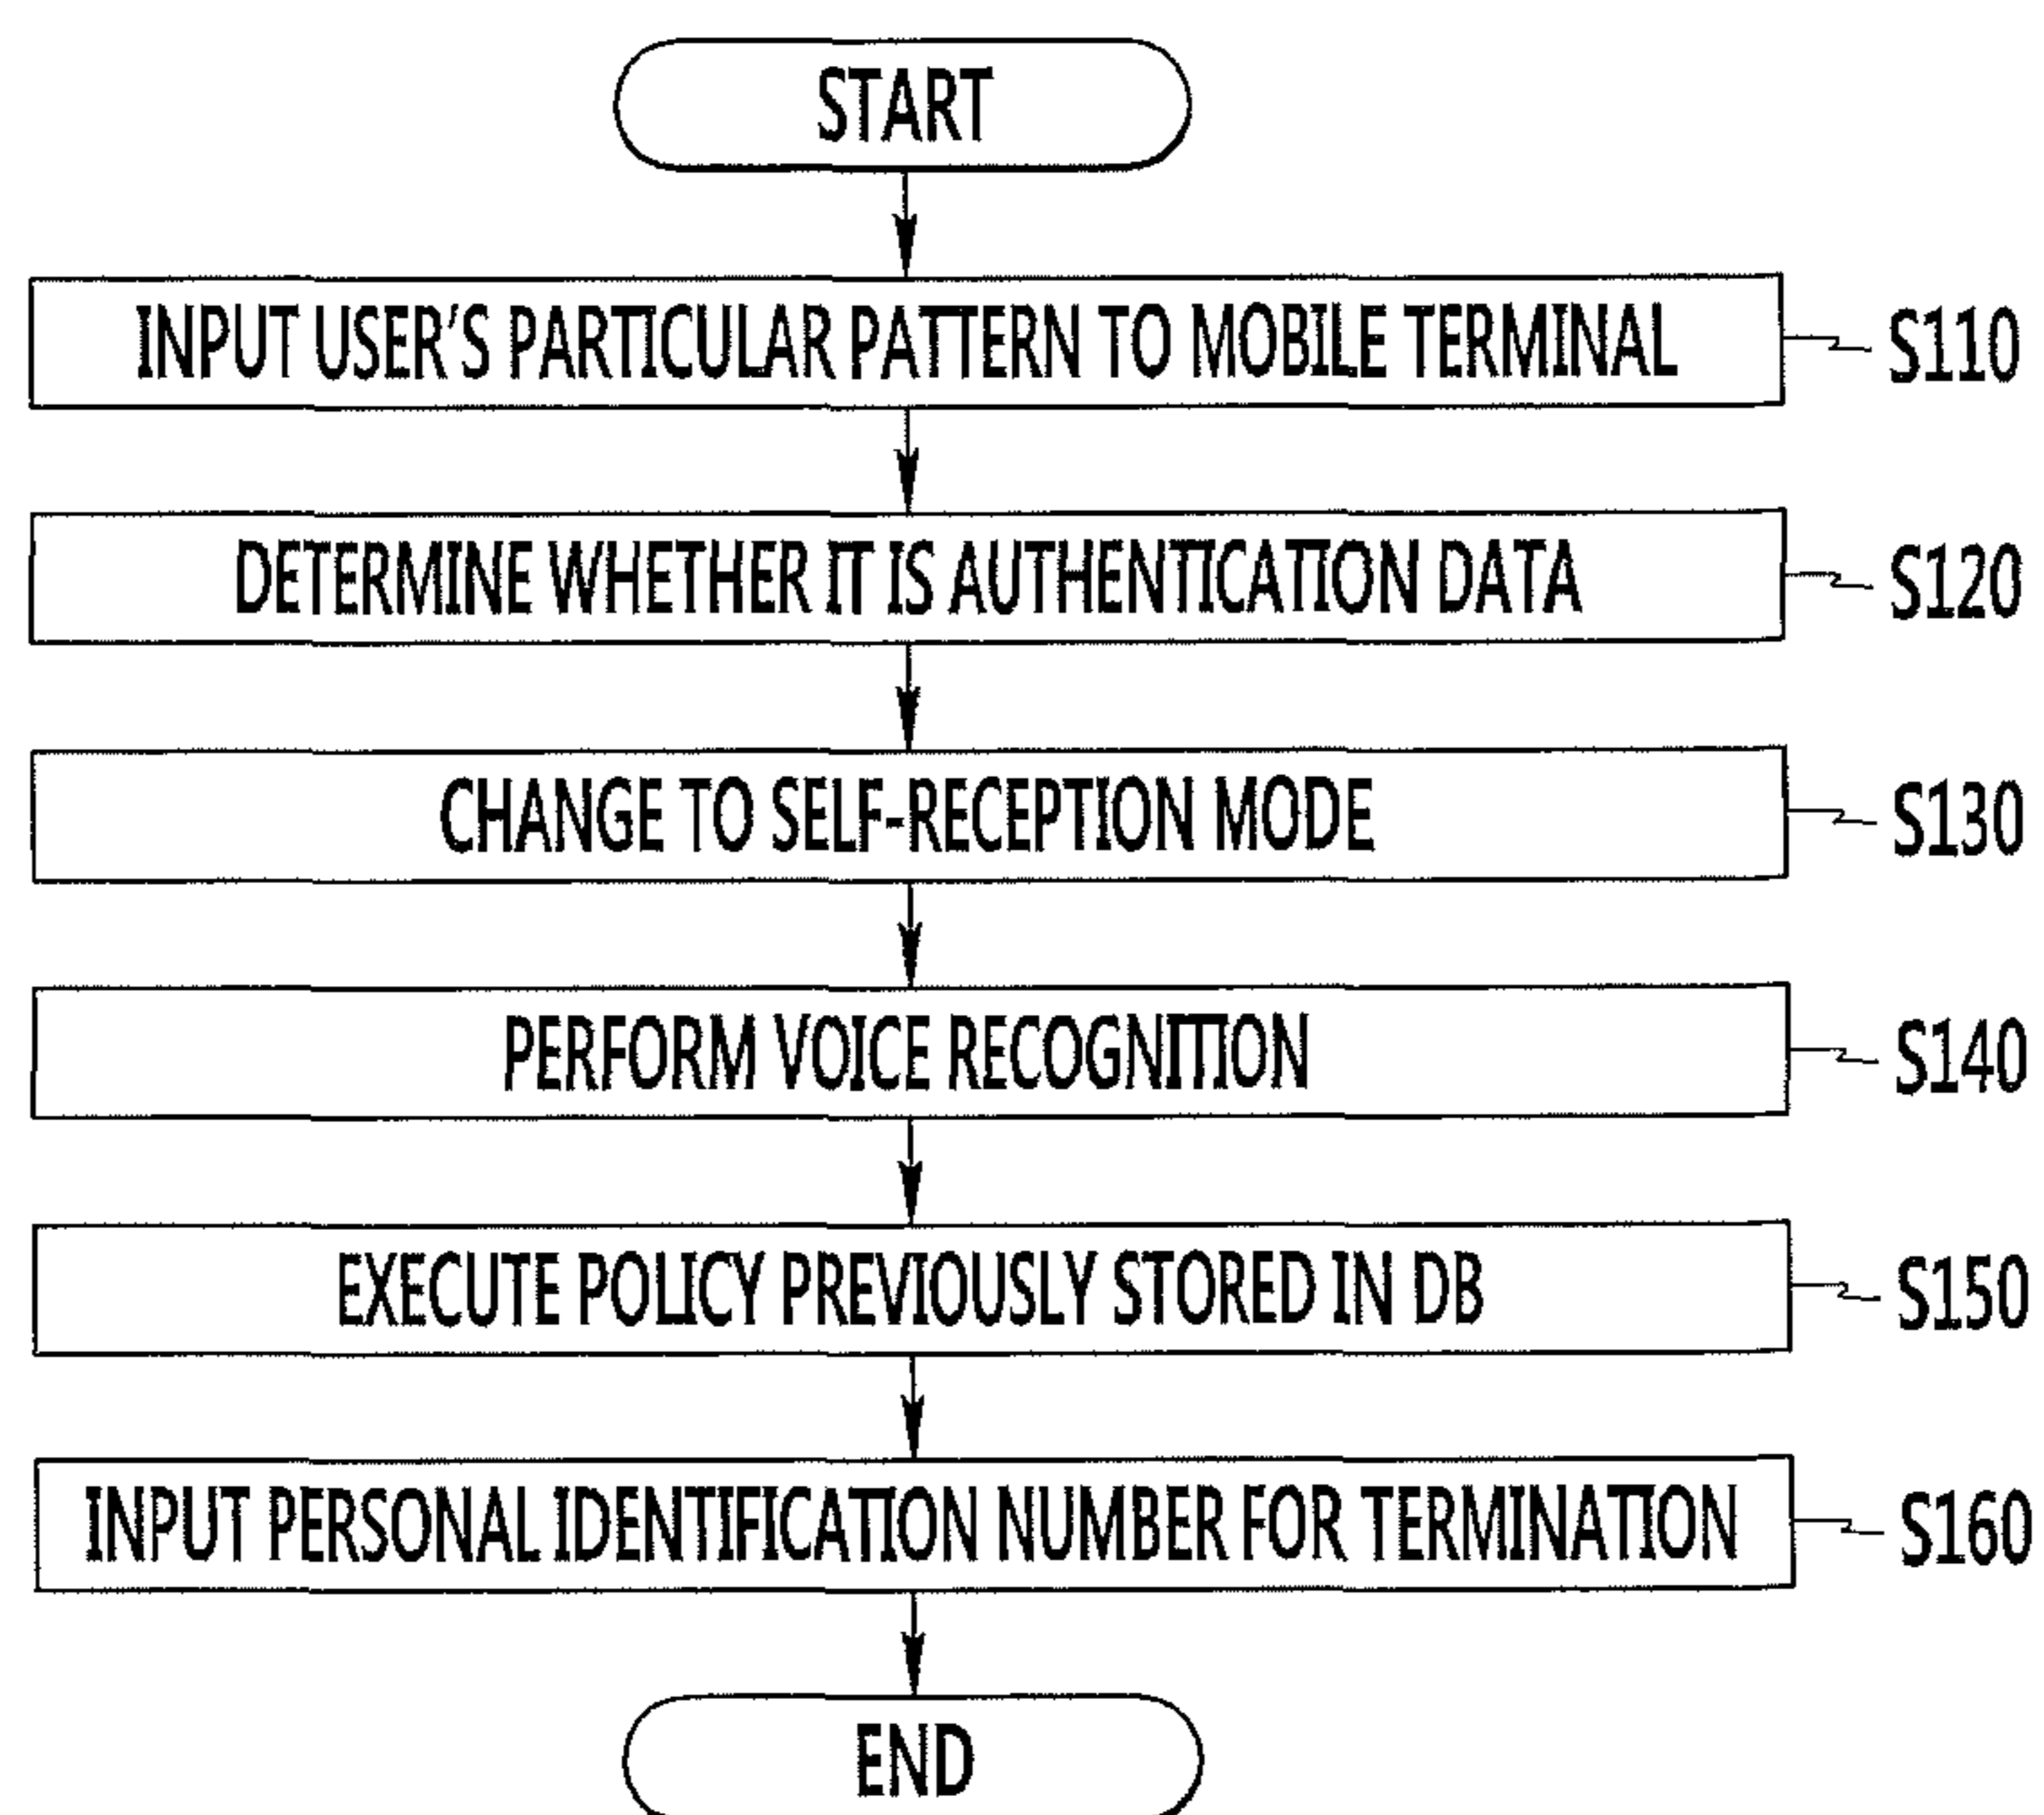 START
INPUT USER'S PARTICULAR PATTERN TO MOBILE TERMINAL
S110
DETERMINE WHETHER IT IS AUTHENTICATION DATA
S120
CHANGE TO SELF-RECEPTION MODE
S130
PERFORM VOICE RECOGNITION
S140
EXECUTE POLICY PREVIOUSLY STORED IN DB
S150
INPUT PERSONAL IDENTIFICATION NUMBER FOR TERMINATION
S160
END